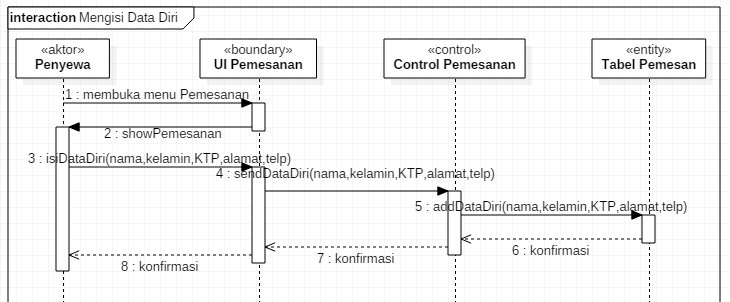 interaction Mengisi Data Diri
«aktor»
Penyewa
«boundary»
UI Pemesanan
«control»
Control Pemesanan
«entity»
Tabel Pemesan
1 : membuka menu Pemesanan
2 : showPemesanan
3 : isiDataDiri(nama,kelamin,KTP,alamat,telp)
4 : sendDataDiri(nama,kelamin,KTP,alamat,telp)
5 : addDataDiri(nama,kelamin,KTP,alamat,telp)
6 : konfirmasi
7 : konfirmasi
8 : konfirmasi